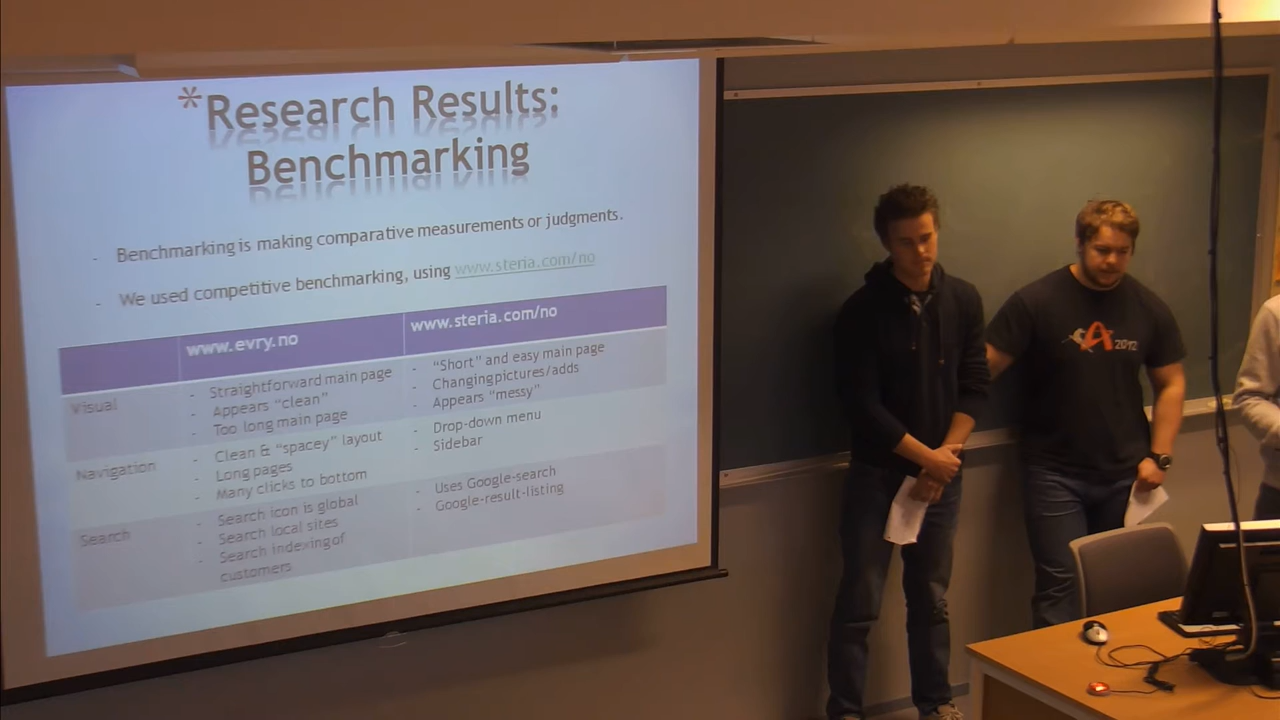 *Research Results:
Benchmarking
- Benchmarking is making comparative measurements or judgments.
- We used competitive benchmarking, using www.steria.com/no
www.evry.no
www.steria.com/no
Visual
- Straightforward main page
- Appears "clean"
- Too long main page
- "Short" and easy main page
- Changing pictures/adds
- Appears "messy"
Navigation
- Clean & "spacey" layout
- Long pages
- Many clicks to bottom
- Drop-down menu
- Sidebar
Search
- Search icon is global
- Search local sites
- Search indexing of
customers
- Uses Google-search
- Google-result-listing
A 2012